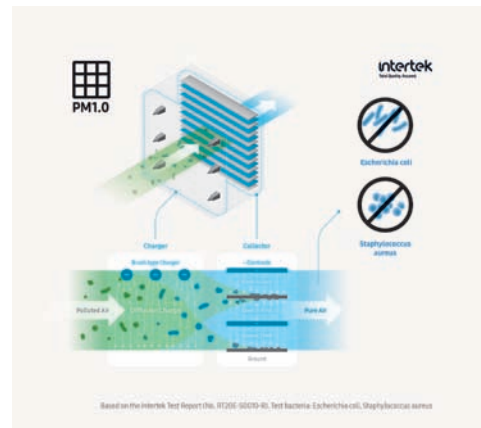 PM1.0
intertek
Total Quality. Assured.
Escherichia coli
Staphylococcus
aureus
Charger
Collector
Brush type Charger
Electrode
Polluted Air
Pure Air
Ground
Based on the Intertek Test Report (No. RT20E-S0010-R), Test bacteria: Escherichia coli, Staphylococcus aureus